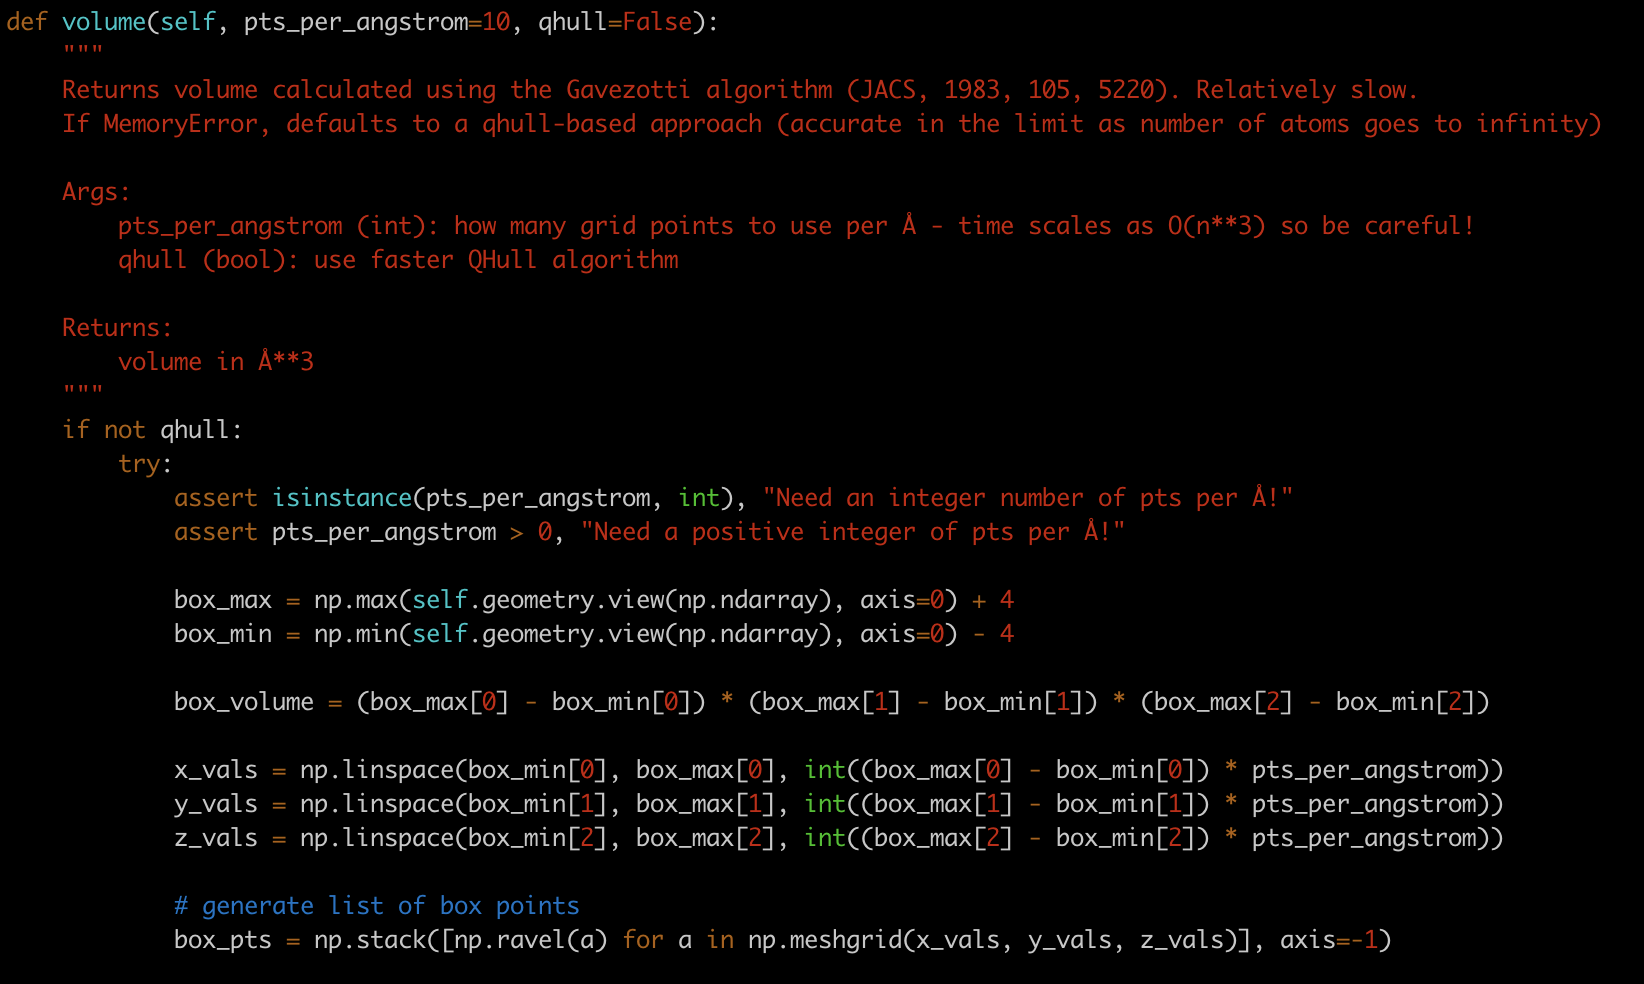 def volume(self, pts_per_angstrom=10, qhull=False):
    """
    Returns volume calculated using the Gavezotti algorithm (JACS, 1983, 105, 5220). Relatively slow.
    If MemoryError, defaults to a qhull-based approach (accurate in the limit as number of atoms goes to infinity)

    Args:
        pts_per_angstrom (int): how many grid points to use per Å - time scales as O(n**3) so be careful!
        qhull (bool): use faster QHull algorithm

    Returns:
        volume in Å**3
    """
    if not qhull:
        try:
            assert isinstance(pts_per_angstrom, int), "Need an integer number of pts per Å!"
            assert pts_per_angstrom > 0, "Need a positive integer of pts per Å!"

            box_max = np.max(self.geometry.view(np.ndarray), axis=0) + 4
            box_min = np.min(self.geometry.view(np.ndarray), axis=0) - 4

            box_volume = (box_max[0] - box_min[0]) * (box_max[1] - box_min[1]) * (box_max[2] - box_min[2])

            x_vals = np.linspace(box_min[0], box_max[0], int((box_max[0] - box_min[0]) * pts_per_angstrom))
            y_vals = np.linspace(box_min[1], box_max[1], int((box_max[1] - box_min[1]) * pts_per_angstrom))
            z_vals = np.linspace(box_min[2], box_max[2], int((box_max[2] - box_min[2]) * pts_per_angstrom))

            # generate list of box points
            box_pts = np.stack([np.ravel(a) for a in np.meshgrid(x_vals, y_vals, z_vals)], axis=-1)